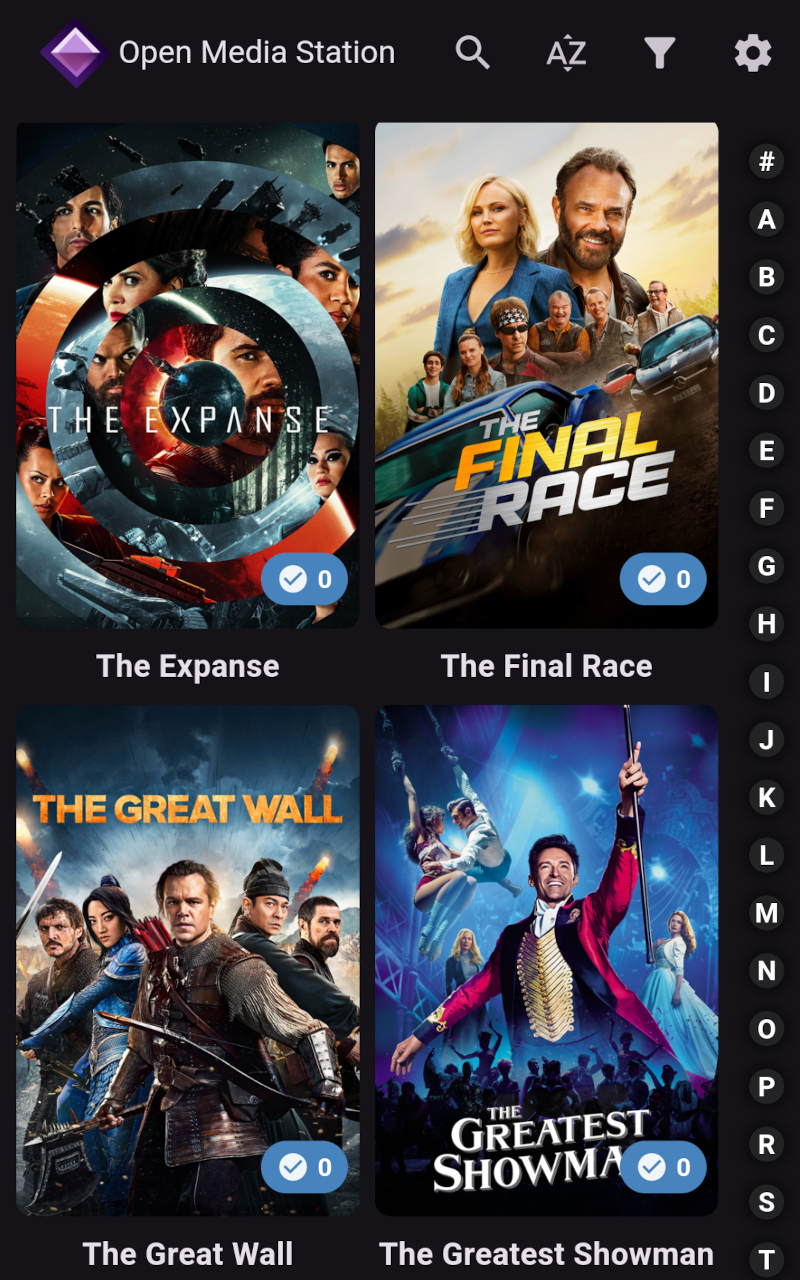 Open Media Station
AZ
THE EXPANSE
0
THE
FINAL
RACE
0
The Expanse
The Final Race
THE GREAT WALL
0
THE
GREATEST
SHOWMA
0
The Great Wall
The Greatest Showman
#
A
B
C
D
E
F
G
H
I
J
K
L
M
N
O
P
R
S
T